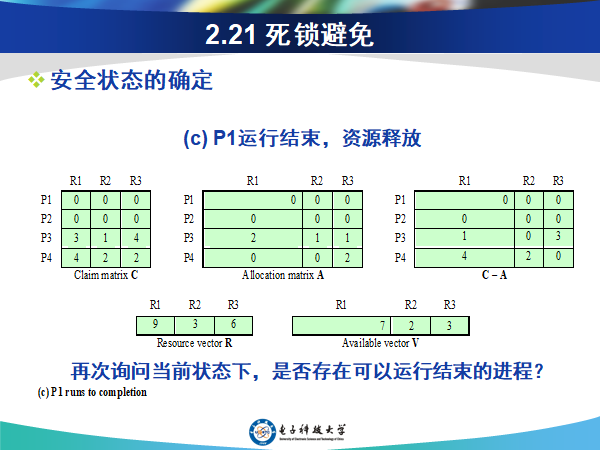 2.21 死锁避免
安全状态的确定
(c) P1运行结束，资源释放
R1 R2 R3 R1 R2 R3 R1 R2 R3
P1 0 0 0 P1 0 0 0 P1 0 0 0
P2 0 0 0 P2 0 0 0 P2 0 0 0
P3 3 1 4 P3 2 1 1 P3 1 0 3
P4 4 2 2 P4 0 0 2 P4 4 2 0
Claim matrix C Allocation matrix A C – A
R1 R2 R3 R1 R2 R3
9 3 6 7 2 3
Resource vector R Available vector V
再次询问当前状态下，是否存在可以运行结束的进程？
(c) P1 runs to completion
电子科技大学
University of Electronic Science and Technology of China